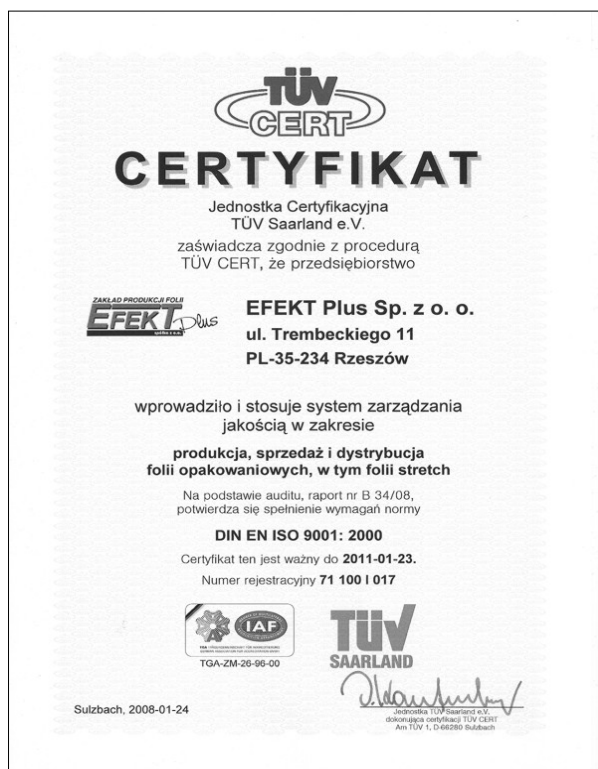 TÜV
CERT
CERTYFIKAT
Jednostka Certyfikacyjna
TÜV Saarland e.V.
zaświadcza zgodnie z procedurą
TÜV CERT, że przedsiębiorstwo
ZAKŁAD PRODUKCJI FOLII
EFEKT Plus
spółka z o.o.
EFEKT Plus Sp. z o. o.
ul. Trembeckiego 11
PL-35-234 Rzeszów
wprowadziło i stosuje system zarządzania
jakością w zakresie
produkcja, sprzedaż i dystrybucja
folii opakowaniowych, w tym folii stretch
Na podstawie auditu, raport nr B 34/08,
potwierdza się spełnienie wymagań normy
DIN EN ISO 9001: 2000
Certyfikat ten jest ważny do 2011-01-23.
Numer rejestracyjny 71 100 I 017
IAF
TGA-ZM-26-96-00
TÜV
SAARLAND
Sulzbach, 2008-01-24
Jednostka TÜV Saarland e.V.
dokonująca certyfikacji TÜV CERT
Am TÜV 1, D-66280 Sulzbach